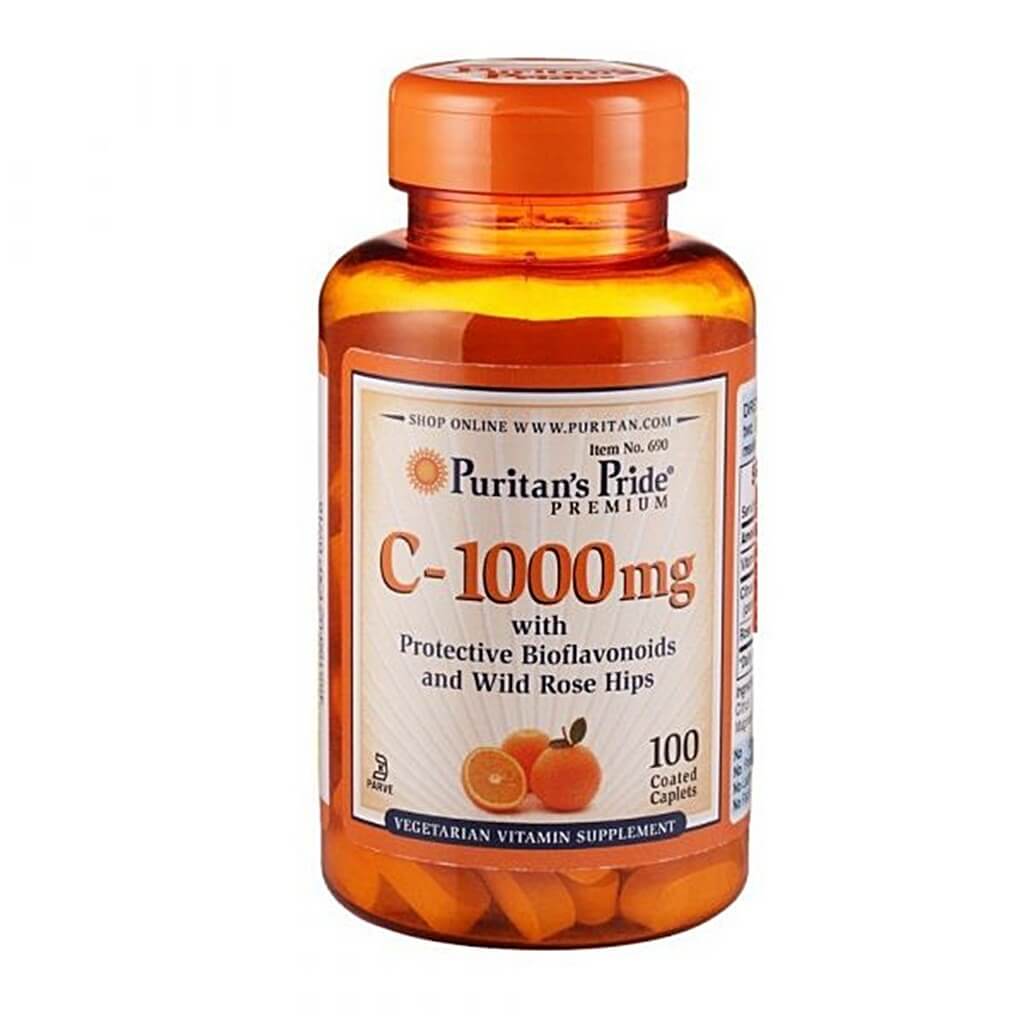 SHOP ONLINE WWW.PURITAN.COM
Item No. 690
Puritan's Pride®
PREMIUM
C-1000mg
with
Protective Bioflavonoids
and Wild Rose Hips
100
Coated
Caplets
PARVE
VEGETARIAN VITAMIN SUPPLEMENT